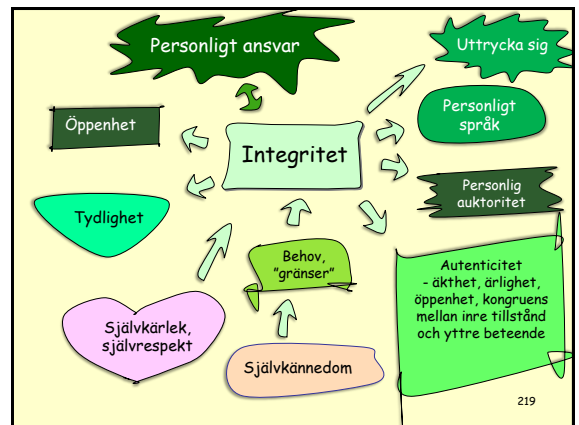 Personligt ansvar
Uttrycka sig
Öppenhet
Personligt
språk
Integritet
Personlig
auktoritet
Tydlighet
Behov,
"gränser"
Autenticitet
- äkthet, ärlighet,
öppenhet, kongruens
mellan inre tillstånd
och yttre beteende
Självkärlek,
självrespekt
Självkännedom
219